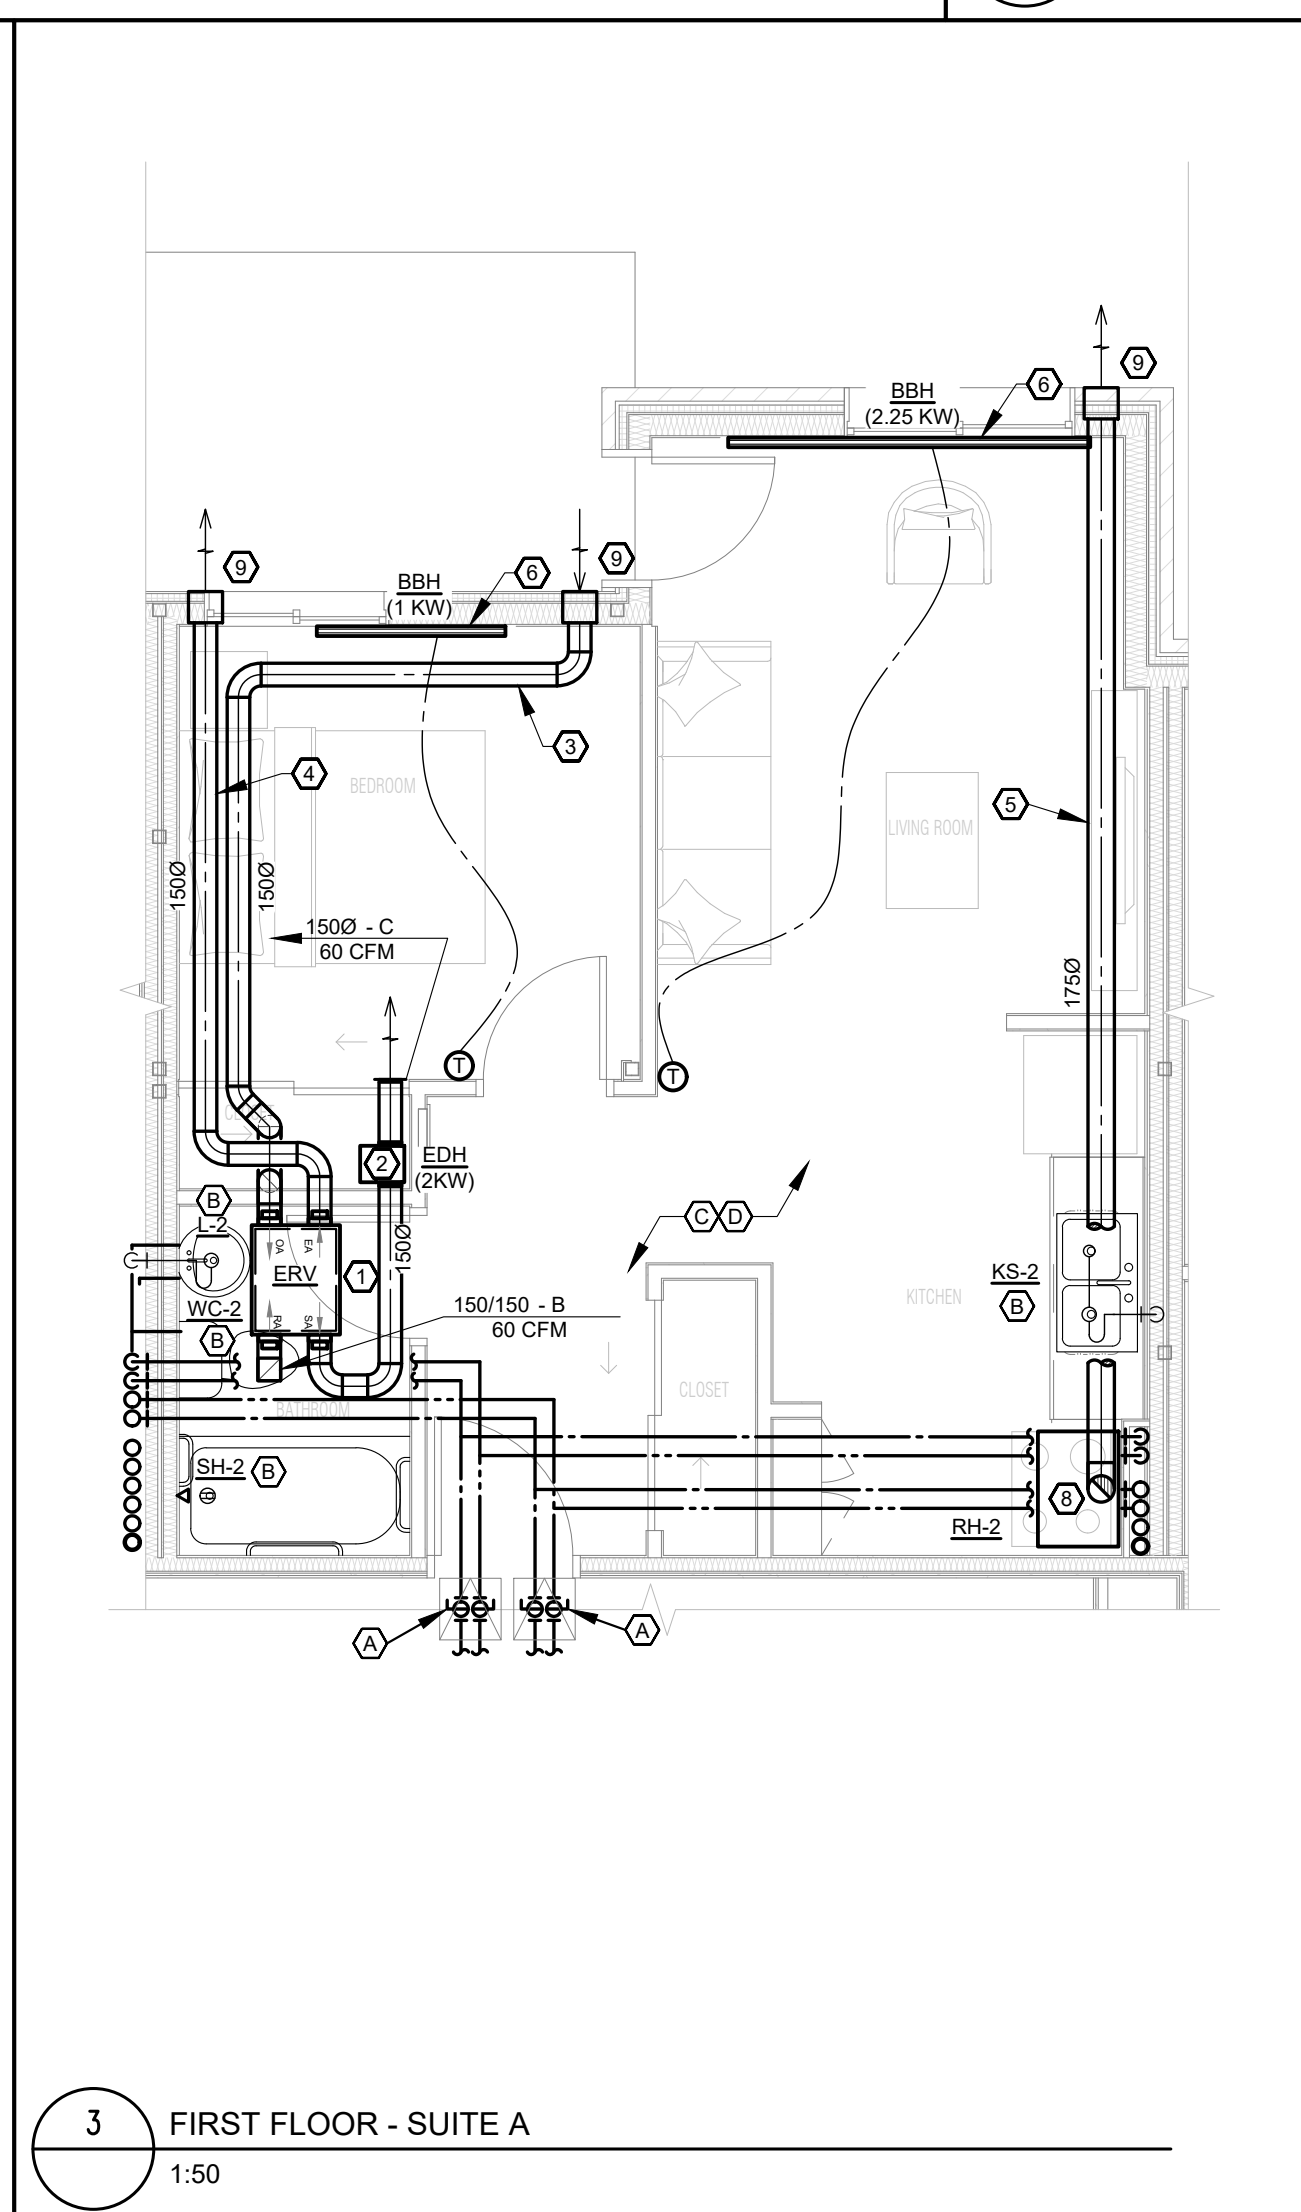 9
BBH
(2.25 KW)
6
9
BBH
(1 KW)
6
9
3
4
BEDROOM
5
LIVING ROOM
150Ø
150Ø
150Ø - C
60 CFM
175Ø
T
T
2
EDH
(2KW)
B
L-2
C D
OA
EA
ERV
1
150Ø
KS-2
B
KITCHEN
WC-2
RA
SA
150/150 - B
60 CFM
B
CLOSET
BATHROOM
SH-2
B
8
RH-2
A
A
3
FIRST FLOOR - SUITE A
1:50